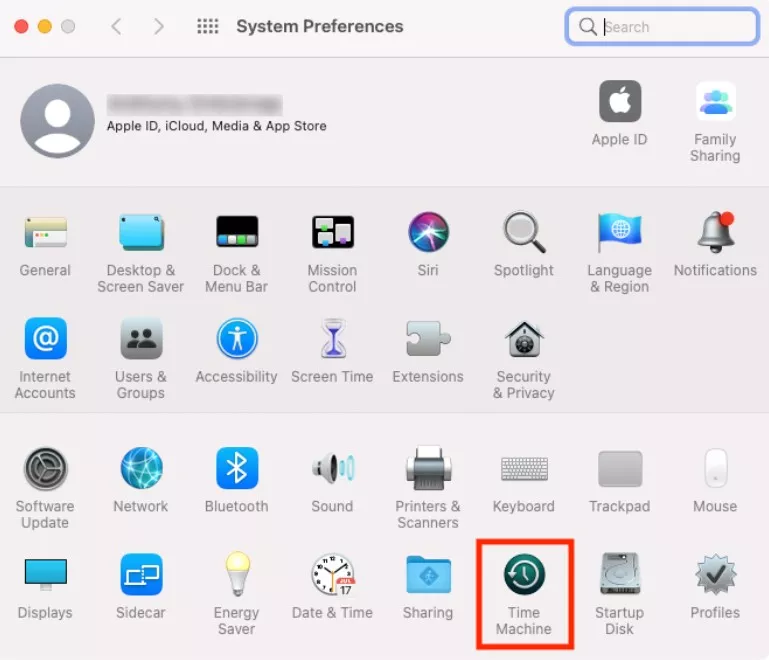 System Preferences
Search
Apple ID, iCloud, Media & App Store
Apple ID
Family
Sharing
General
Desktop &
Screen Saver
Dock &
Menu Bar
Mission
Control
Siri
Spotlight
Language
& Region
Notifications
Internet
Accounts
Users &
Groups
Accessibility
Screen Time
Extensions
Security
& Privacy
Software
Update
Network
Bluetooth
Sound
Printers &
Scanners
Keyboard
Trackpad
Mouse
Displays
Sidecar
Energy
Saver
JUL
17
Date & Time
Sharing
Time
Machine
Startup
Disk
Profiles